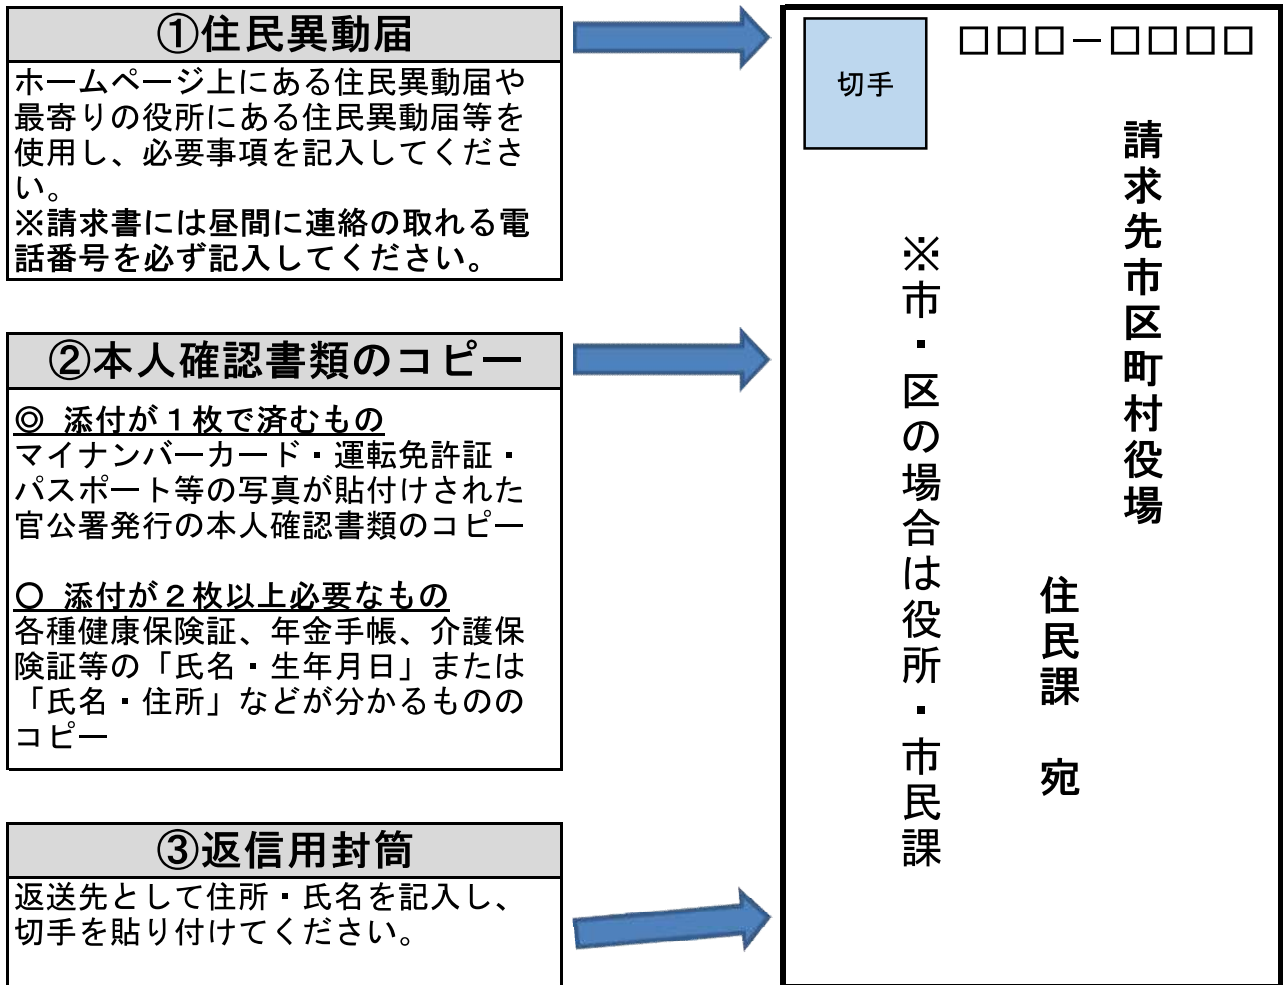 ①住民異動届
ホームページ上にある住民異動届や
最寄りの役所にある住民異動届等を
使用し、必要事項を記入してくださ
い。
※請求書には昼間に連絡の取れる電
話番号を必ず記入してください。
②本人確認書類のコピー
◎ 添付が１枚で済むもの
マイナンバーカード・運転免許証・
パスポート等の写真が貼付けされた
官公署発行の本人確認書類のコピー
○ 添付が２枚以上必要なもの
各種健康保険証、年金手帳、介護保
険証等の「氏名・生年月日」または
「氏名・住所」などが分かるものの
コピー
③返信用封筒
返送先として住所・氏名を記入し、
切手を貼り付けてください。
切手
□□□－□□□□
請求先市区町村役場
住民課 宛
※市・区の場合は役所・市民課